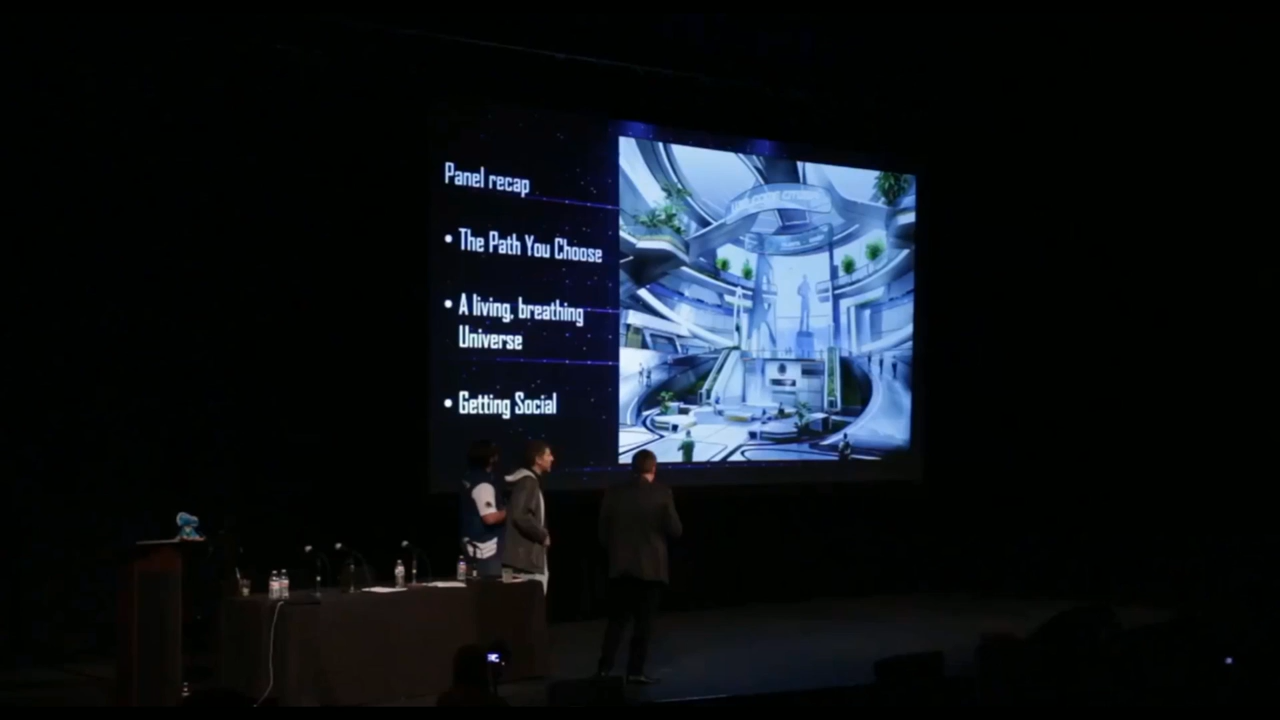 Panel recap
• The Path You Choose
• A living, breathing
Universe
• Getting Social